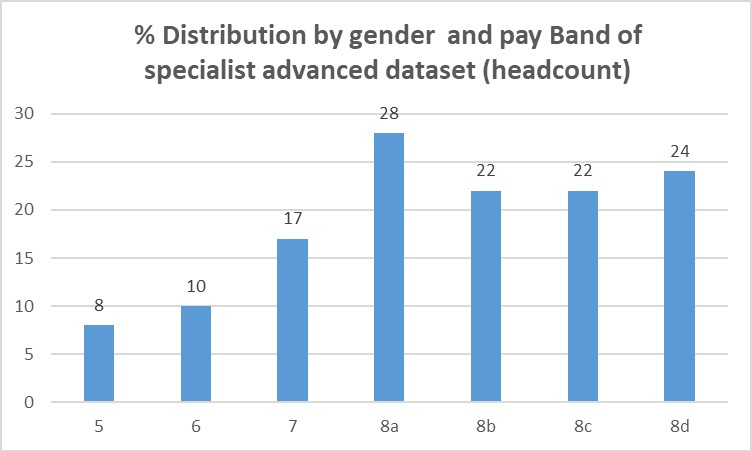 % Distribution by gender  and pay Band of
specialist advanced dataset (headcount)
30
25
20
15
10
5
0
8
10
17
28
22
22
24
5
6
7
8a
8b
8c
8d